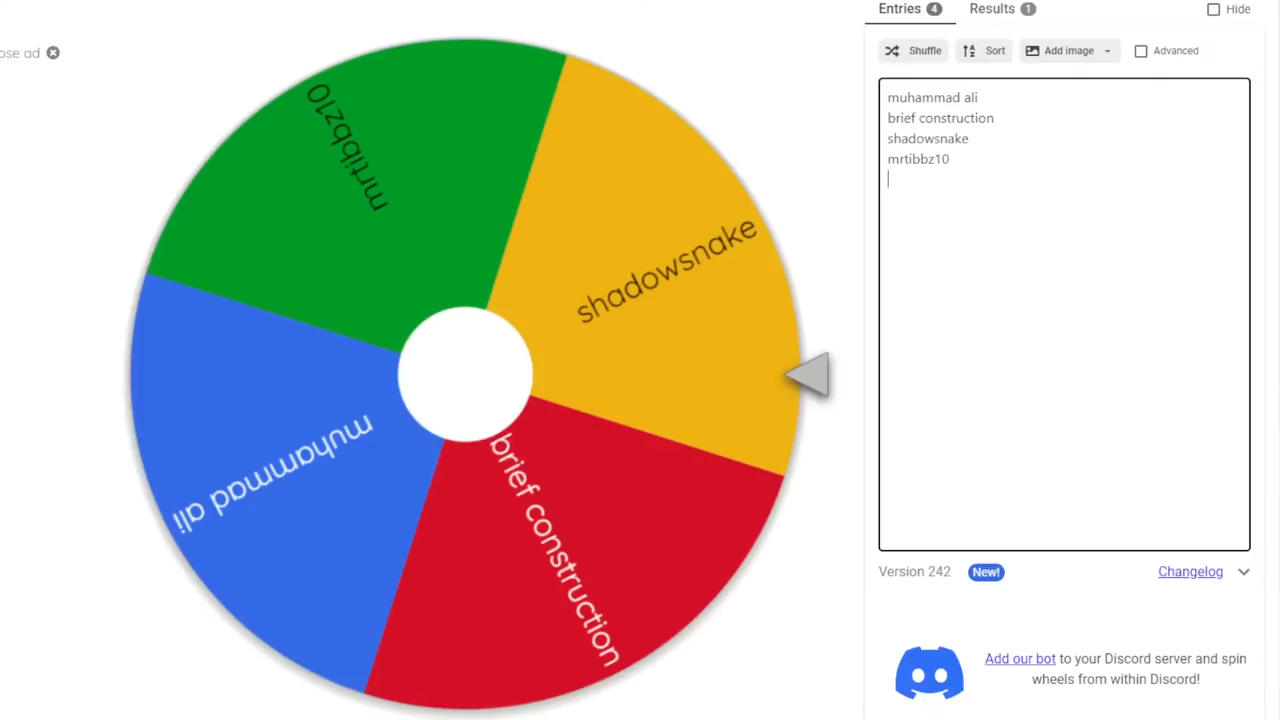 ose ad
mrtibbz10
shadowsnake
muhammad ali
brief construction
Entries 4
Results 1
Hide
Shuffle
Sort
Add image
Advanced
muhammad ali
brief construction
shadowsnake
mrtibbz10
Version 242
New!
Changelog
Add our bot to your Discord server and spin
wheels from within Discord!